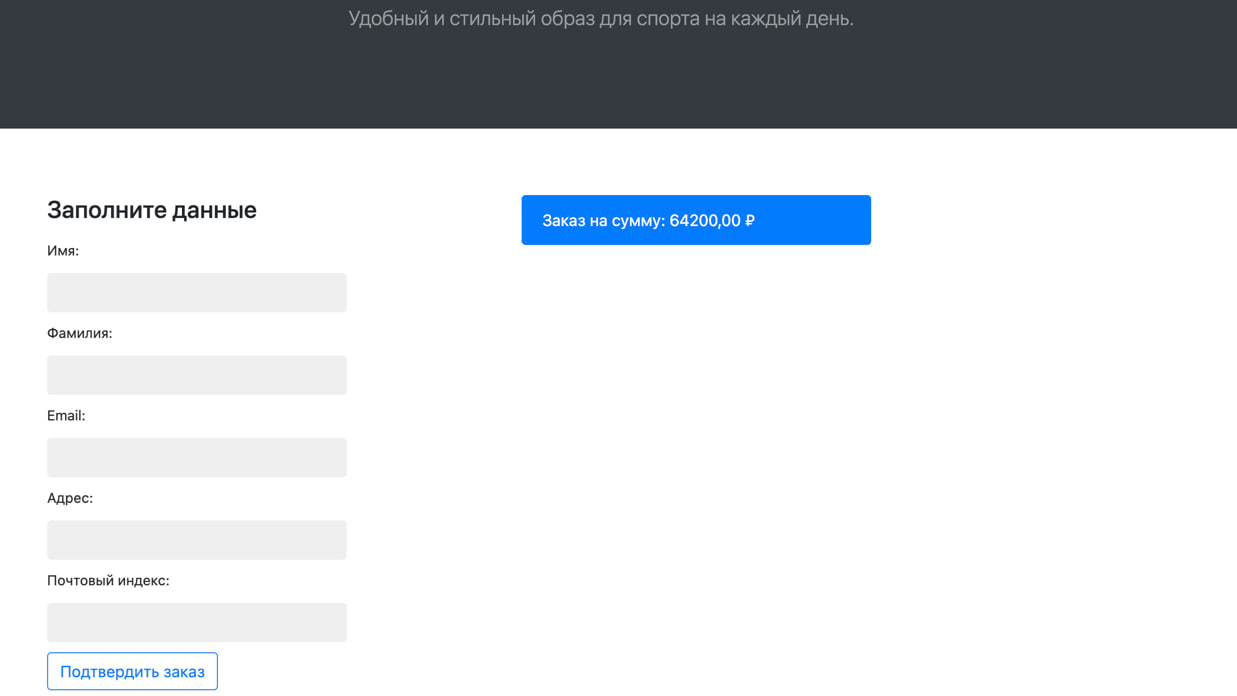 Удобный и стильный образ для спорта на каждый день.
Заполните данные
Имя:
Фамилия:
Email:
Адрес:
Почтовый индекс:
Подтвердить заказ
Заказ на сумму: 64200,00 ₽